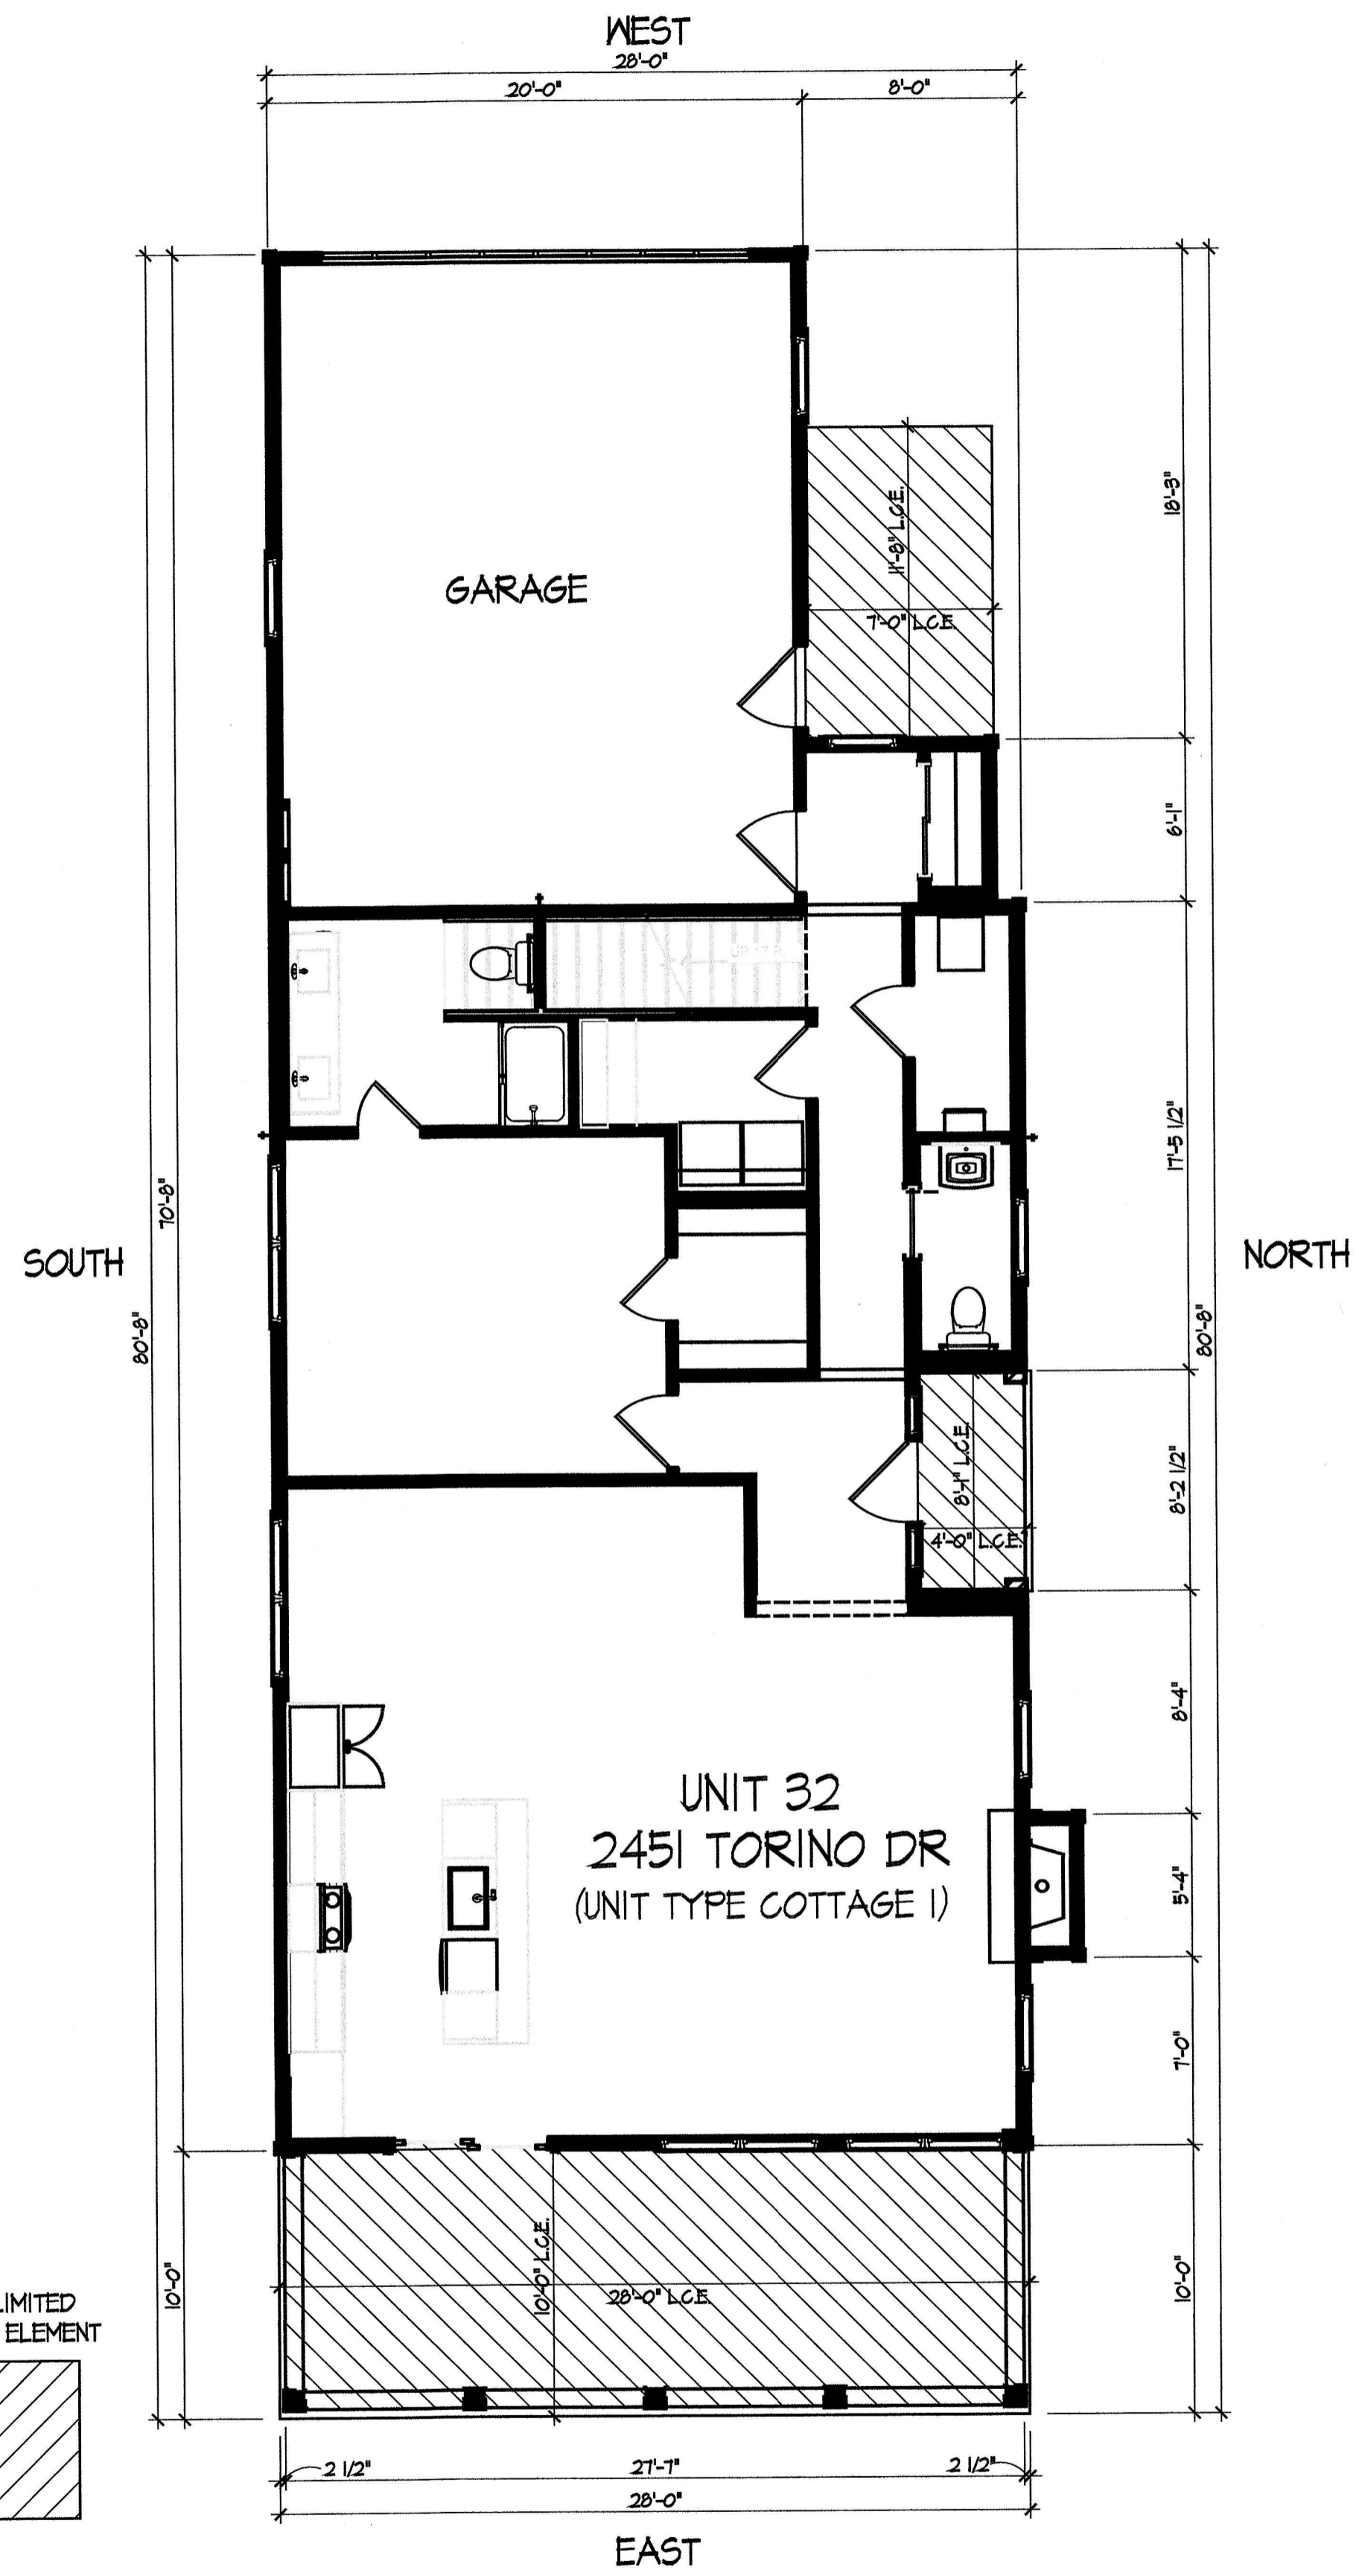 WEST
28'-0"
20'-0"
8'-0"
18'-3"
11'-8" L.C.E.
GARAGE
7'-0" L.C.E.
6'-1"
UP 17 R
17'-5 1/2"
70'-8"
SOUTH
NORTH
80'-8"
80'-8"
8'-1" L.C.E.
8'-2 1/2"
4'-0" L.C.E.
8'-4"
UNIT 32
2451 TORINO DR
(UNIT TYPE COTTAGE 1)
5'-4"
7'-0"
10'-0"
10'-0" L.C.E.
28'-0" L.C.E.
10'-0"
LIMITED
ELEMENT
2 1/2"
27'-7"
2 1/2"
28'-0"
EAST